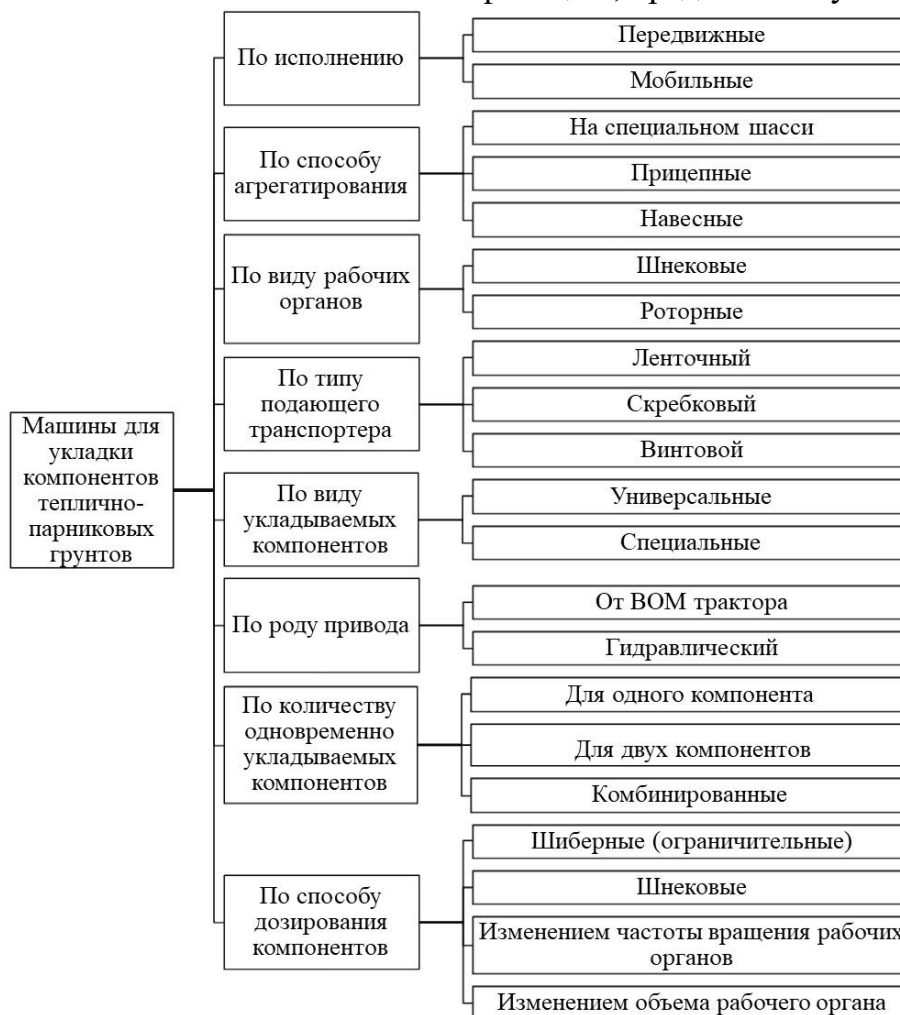 По исполнению
Передвижные
Мобильные
По способу
агрегатирования
На специальном шасси
Прицепные
Навесные
По виду рабочих
органов
Шнековые
Роторные
По типу
подающего
транспортера
Ленточный
Скребковый
Винтовой
Машины для
укладки
компонентов
теплично-
парниковых
грунтов
По виду
укладываемых
компонентов
Универсальные
Специальные
По роду привода
От ВОМ трактора
Гидравлический
По количеству
одновременно
укладываемых
компонентов
Для одного компонента
Для двух компонентов
Комбинированные
По способу
дозирования
компонентов
Шиберные (ограничительные)
Шнековые
Изменением частоты вращения рабочих
органов
Изменением объема рабочего органа